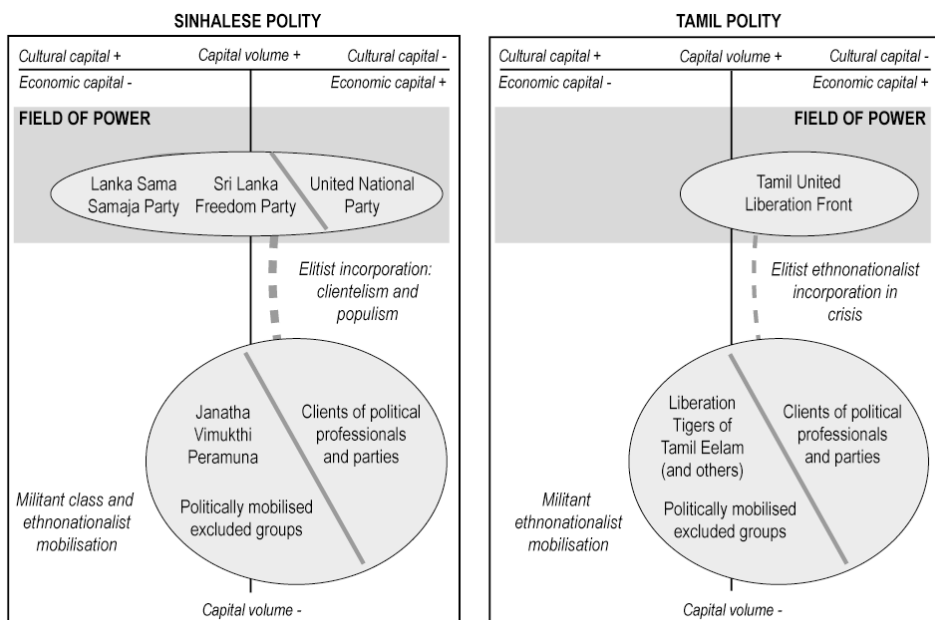 SINHALESE POLITY
Cultural capital + Capital volume + Cultural capital -
Economic capital - Economic capital +
FIELD OF POWER
Lanka Sama
Samaja Party
Sri Lanka
Freedom Party
United National
Party
Elitist incorporation:
clientelism and
populism
Janatha
Vimukthi
Peramuna
Clients of political
professionals
and parties
Militant class and
ethnonationalist
mobilisation
Politically mobilised
excluded groups
Capital volume -
TAMIL POLITY
Cultural capital + Capital volume + Cultural capital -
Economic capital - Economic capital +
FIELD OF POWER
Tamil United
Liberation Front
Elitist ethnonationalist
incorporation in
crisis
Liberation
Tigers of
Tamil Eelam
(and others)
Clients of political
professionals
and parties
Militant
ethnonationalist
mobilisation
Politically mobilised
excluded groups
Capital volume -